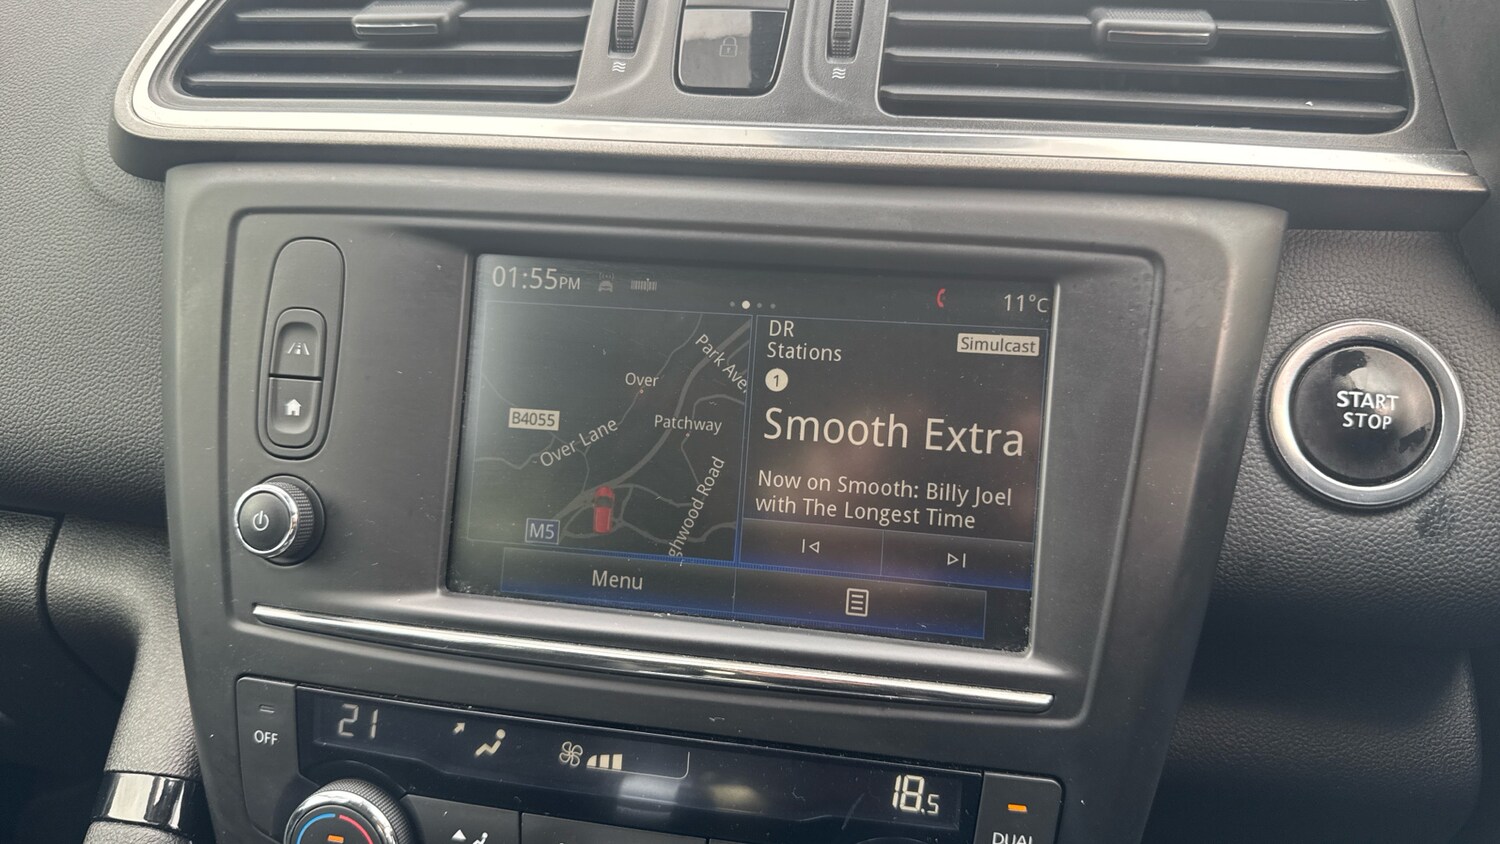 01:55PM
11°C
DR
Stations
Simulcast
1
Smooth Extra
Now on Smooth: Billy Joel
with The Longest Time
Park Ave
Over
B4055
Patchway
Over Lane
ghwood Road
M5
Menu
START
STOP
OFF
21
18.5
DUAL